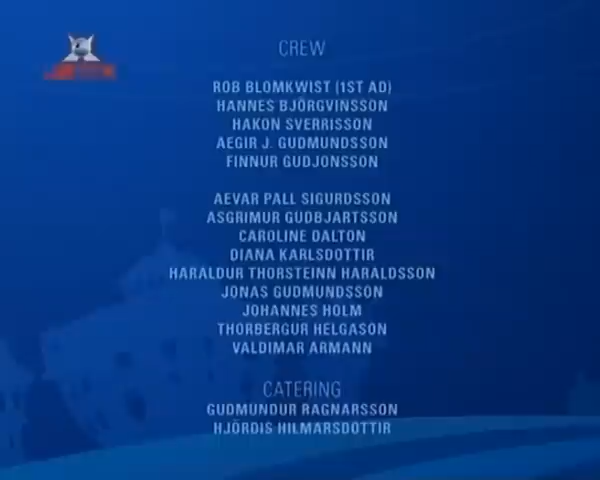 CREW
ROB BLOMKWIST (1ST AD)
HANNES BJÖRGVINSSON
HAKON SVERRISSON
AEGIR J. GUDMUNDSSON
FINNUR GUDJONSSON
AEVAR PALL SIGURDSSON
ASGRIMUR GUDBJARTSSON
CAROLINE DALTON
DIANA KARLSDOTTIR
HARALDUR THORSTEINN HARALDSSON
JONAS GUDMUNDSSON
JOHANNES HOLM
THORBERGUR HELGASON
VALDIMAR ARMANN
CATERING
GUDMUNDUR RAGNARSSON
HJÖRDIS HILMARSDOTTIR